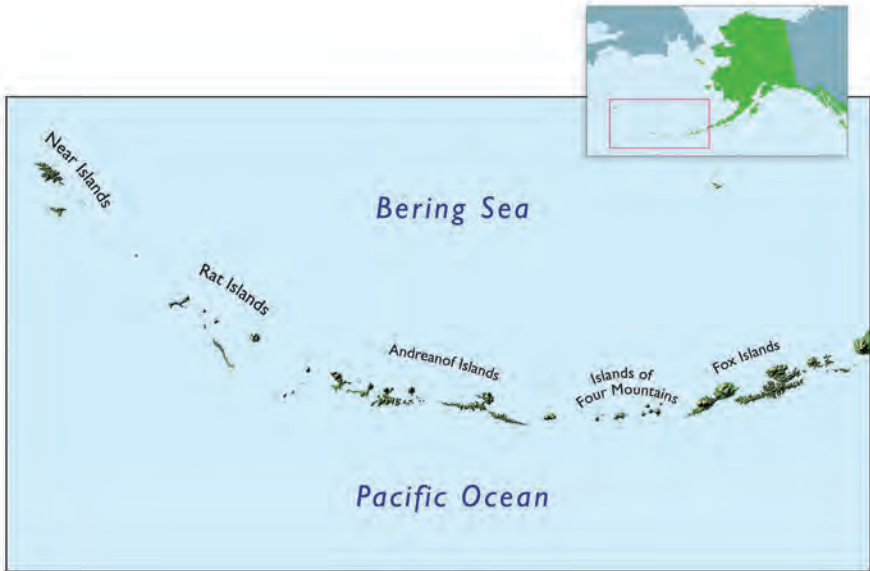 Near Islands
Bering Sea
Rat Islands
Andreanof Islands
Islands of
Four Mountains
Fox Islands
Pacific Ocean